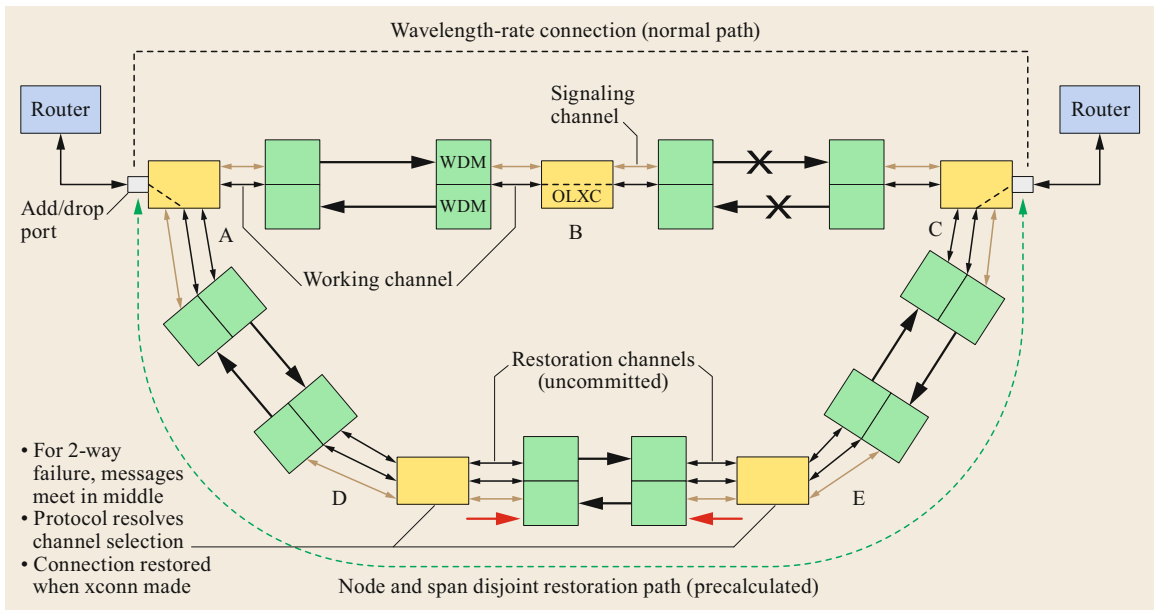 Wavelength-rate connection (normal path)
Router
Signaling
channel
Router
WDM
WDM
OLXC
Add/drop
port
A
B
C
Working channel
Restoration channels
(uncommitted)
• For 2-way
failure, messages
meet in middle
• Protocol resolves
channel selection
• Connection restored
when xconn made
D
E
Node and span disjoint restoration path (precalculated)